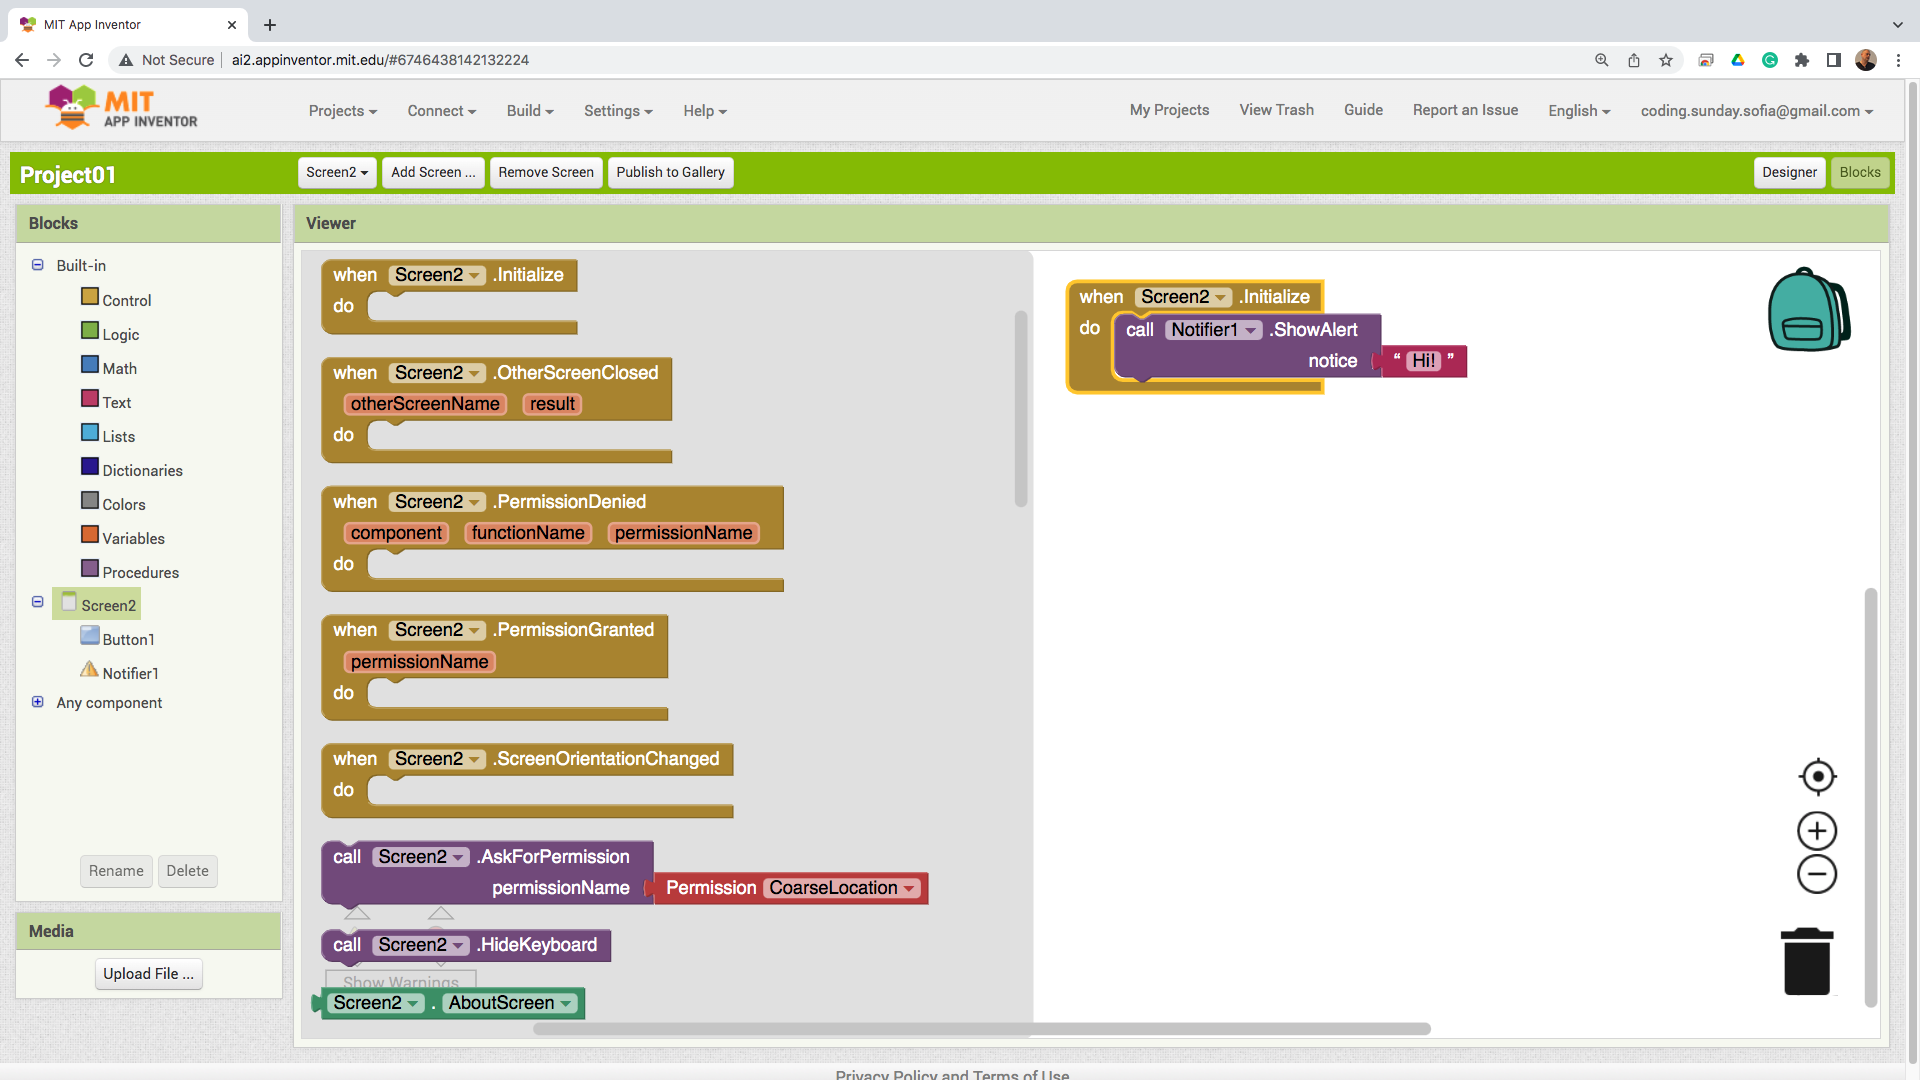 MIT App Inventor
Not Secure
ai2.appinventor.mit.edu/#6746438142132224
MIT
APP INVENTOR
Projects
Connect
Build
Settings
Help
My Projects
View Trash
Guide
Report an Issue
English
coding.sunday.sofia@gmail.com
Project01
Screen2
Add Screen ...
Remove Screen
Publish to Gallery
Designer
Blocks
Blocks
Built-in
Control
Logic
Math
Text
Lists
Dictionaries
Colors
Variables
Procedures
Screen2
Button1
Notifier1
Any component
Rename
Delete
Media
Upload File ...
Viewer
when Screen2 .Initialize
do
when Screen2 .OtherScreenClosed
otherScreenName result
do
when Screen2 .PermissionDenied
component functionName permissionName
do
when Screen2 .PermissionGranted
permissionName
do
when Screen2 .ScreenOrientationChanged
do
call Screen2 .AskForPermission
permissionName Permission CoarseLocation
call Screen2 .HideKeyboard
Show Warnings
Screen2 . AboutScreen
when Screen2 .Initialize
do call Notifier1 .ShowAlert
notice “ Hi! ”
Privacy Policy and Terms of Use